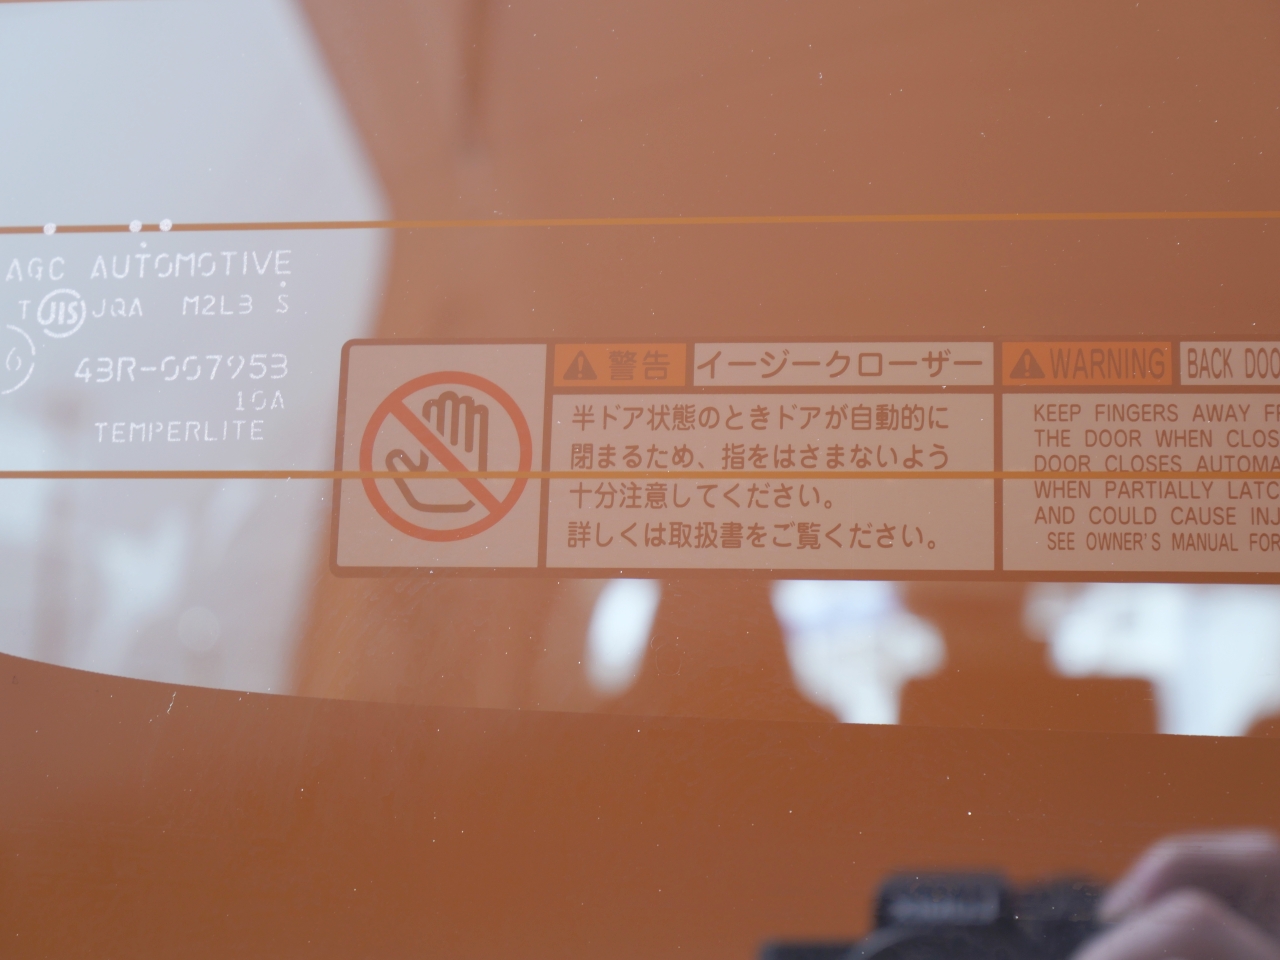 AGC AUTOMOTIVE
T JIS JQA M2L3 S
43R-007953
10A
TEMPERLITE
警告 イージークローザー
半ドア状態のときドアが自動的に
閉まるため、指をはさまないよう
十分注意してください。
詳しくは取扱書をご覧ください。
WARNING BACK DOO
KEEP FINGERS AWAY
THE DOOR WHEN CLOS
DOOR CLOSES AUTOMA
WHEN PARTIALLY LATC
AND COULD CAUSE INJ
SEE OWNER'S MANUAL FOR